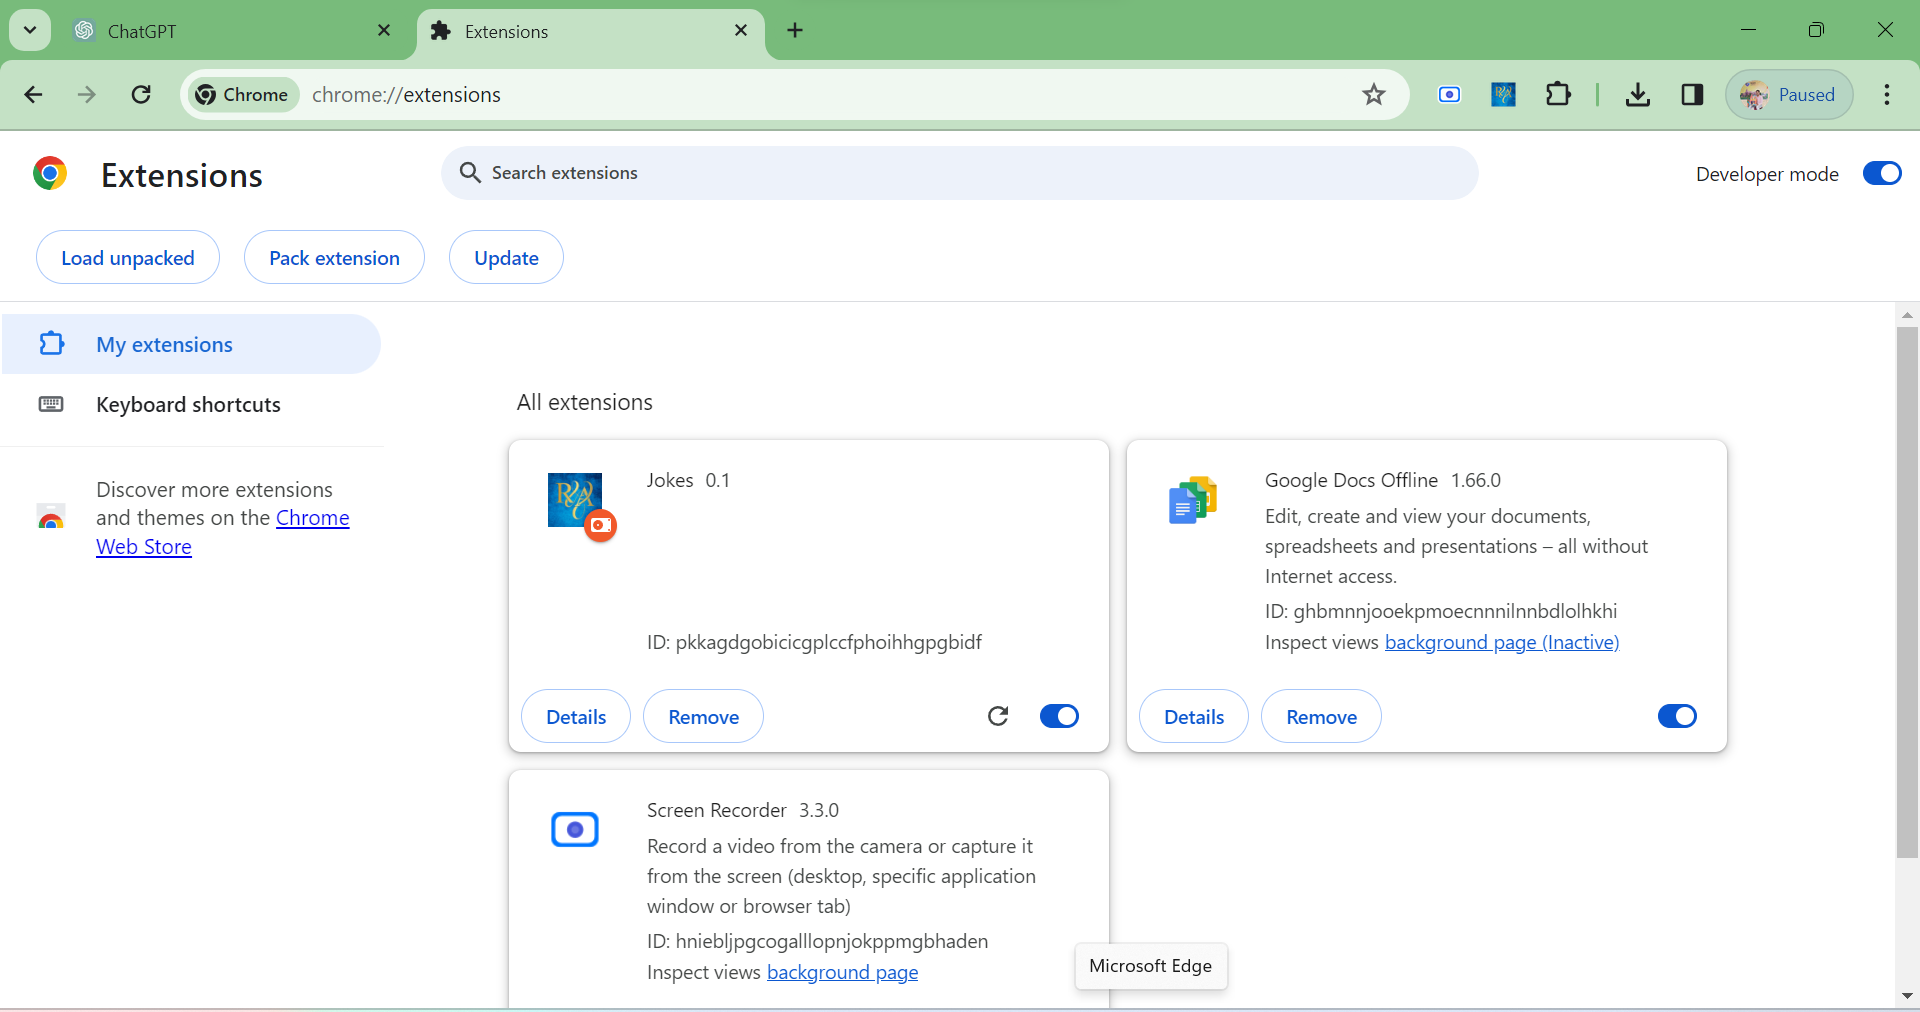 ChatGPT
Extensions
Chrome
chrome://extensions
Paused
Extensions
Search extensions
Developer mode
Load unpacked
Pack extension
Update
My extensions
Keyboard shortcuts
Discover more extensions
and themes on the Chrome
Web Store
All extensions
Jokes 0.1
ID: pkkagdgobicicgplccfphoihhgpgbidf
Details
Remove
Google Docs Offline 1.66.0
Edit, create and view your documents,
spreadsheets and presentations – all without
Internet access.
ID: ghbmnnjooekpmoecnnnilnnbdlolhkhi
Inspect views background page (Inactive)
Details
Remove
Screen Recorder 3.3.0
Record a video from the camera or capture it
from the screen (desktop, specific application
window or browser tab)
ID: hniebljpgcogalllopnjokppmgbhaden
Inspect views background page
Microsoft Edge